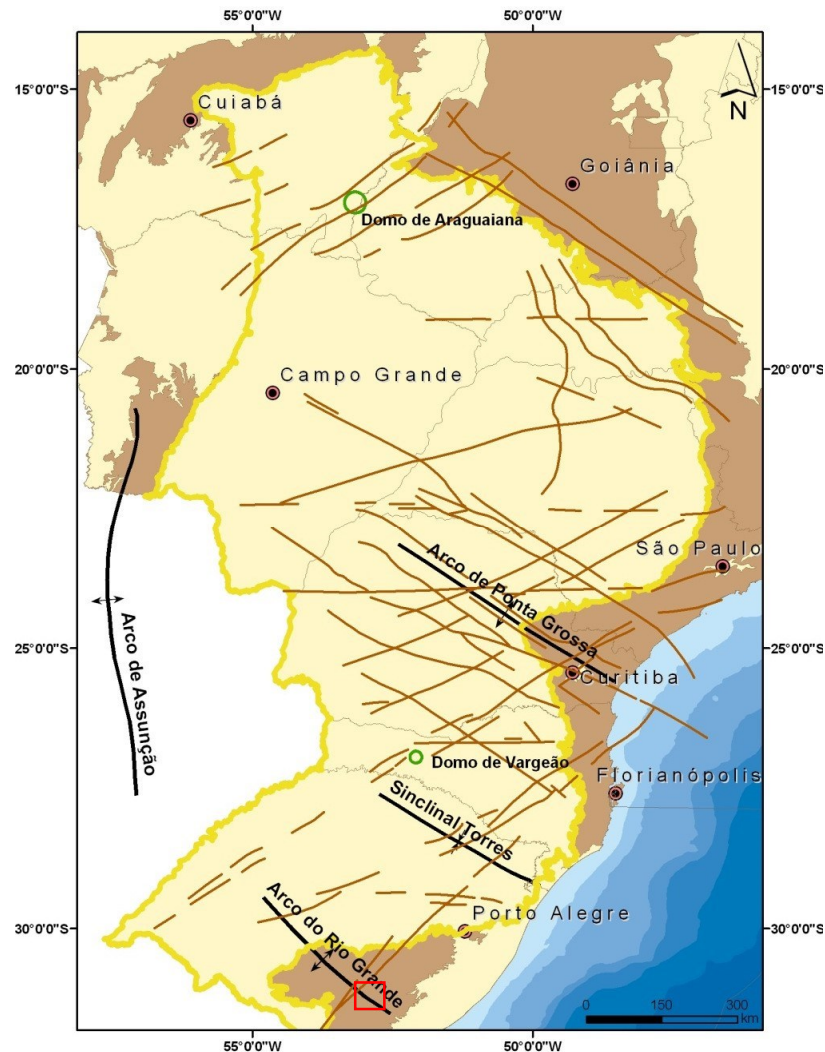 55°0'0"W
50°0'0"W
15°0'0"S
15°0'0"S
N
Cuiabá
Goiânia
Domo de Araguaiana
20°0'0"S
20°0'0"S
Campo Grande
São Paulo
Arco de Ponta Grossa
25°0'0"S
25°0'0"S
Arco de Assunção
Curitiba
Domo de Vargeão
Florianópolis
Sinclinal Torres
Arco do Rio Grande
Porto Alegre
30°0'0"S
30°0'0"S
0 150 300
km
55°0'0"W
50°0'0"W